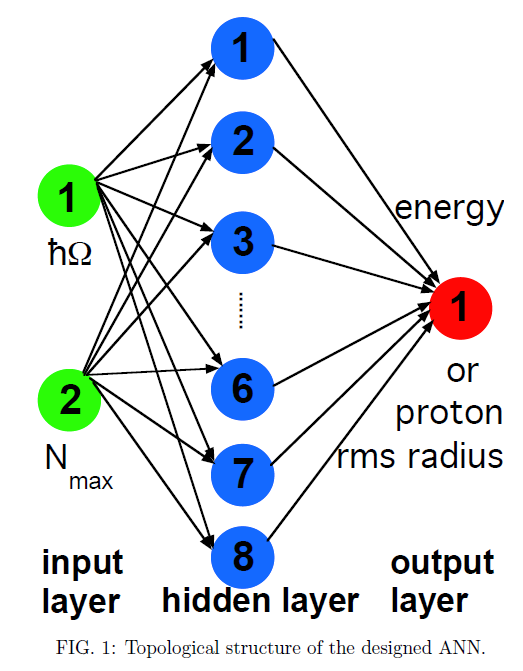 1
2
energy
1
3
ħΩ
......
1
or
6
2
proton
N
max
7
rms radius
8
input
layer
hidden layer
output
layer
FIG. 1: Topological structure of the designed ANN.